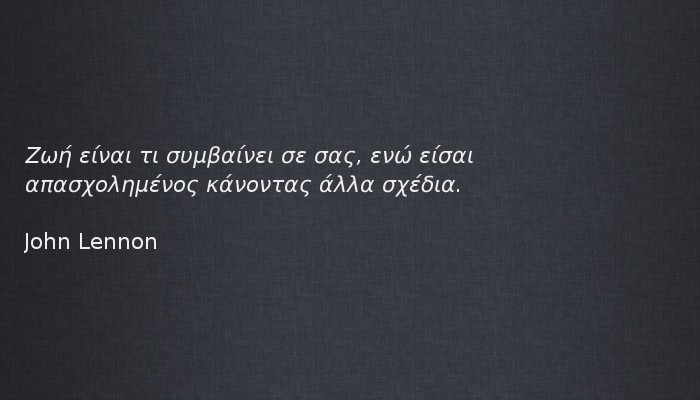 Ζωή είναι τι συμβαίνει σε σας, ενώ είσαι
απασχολημένος κάνοντας άλλα σχέδια.
John Lennon